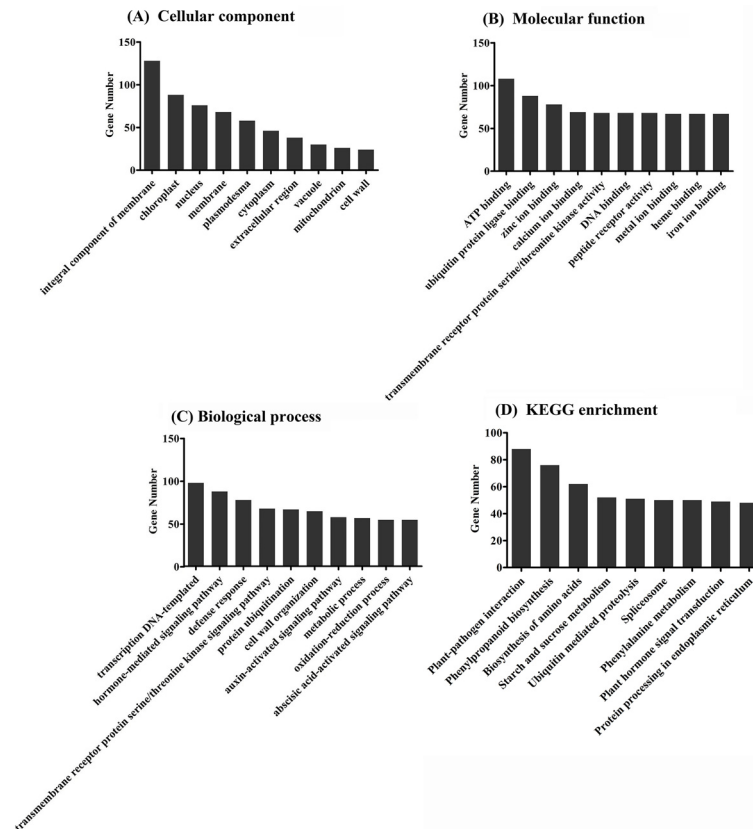 (A) Cellular component
Gene Number
150
100
50
0
integral component of membrane
chloroplast
nucleus
membrane
plasmodema
cytoplasm
extracellular region
vacuole
mitochondrion
cell wall
(B) Molecular function
Gene Number
150
100
50
0
ATP binding
ubiquitin protein ligase binding
zinc ion binding
calcium ion binding
transmembrane receptor protein serine/threonine kinase activity
DNA binding
peptide receptor activity
metal ion binding
heme binding
iron ion binding
(C) Biological process
Gene Number
150
100
50
0
transcription DNA-templated
hormone-mediated signaling pathway
defense response
transmembrane receptor protein serine/threonine kinase signaling pathway
protein ubiquitination
cell wall organization
auxin-activated signaling pathway
metabolic process
oxidation-reduction process
abscisic acid-activated signaling pathway
(D) KEGG enrichment
Gene Number
100
80
60
40
20
0
Plant-pathogen interaction
Phenylpropanoid biosynthesis
Biosynthesis of amino acids
Starch and sucrose metabolism
Ubiquitin mediated proteolysis
Spliceosome
Phenylalanine metabolism
Plant hormone signal transduction
Protein processing in endoplasmic reticulum